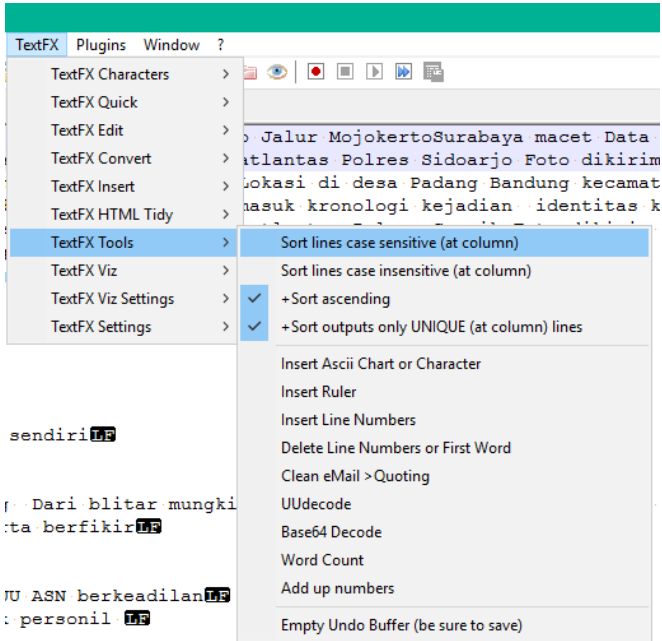 TextFX Plugins Window ?
TextFX Characters
TextFX Quick
TextFX Edit
TextFX Convert
TextFX Insert
TextFX HTML Tidy
TextFX Tools
TextFX Viz
TextFX Viz Settings
TextFX Settings
Jalur MojokertoSurabaya macet Data
atlantas Polres Sidoarjo Foto dikirim
Lokasi di desa Padang Bandung kecamat
masuk kronologi kejadian identitas k
Sort lines case sensitive (at column)
Sort lines case insensitive (at column)
+Sort ascending
+Sort outputs only UNIQUE (at column) lines
Insert Ascii Chart or Character
Insert Ruler
Insert Line Numbers
Delete Line Numbers or First Word
Clean eMail >Quoting
UUdecode
Base64 Decode
Word Count
Add up numbers
Empty Undo Buffer (be sure to save)
sendiri LF
Dari blitar mungki
ta berfikir LF
UU ASN berkeadilan LF
personil LF